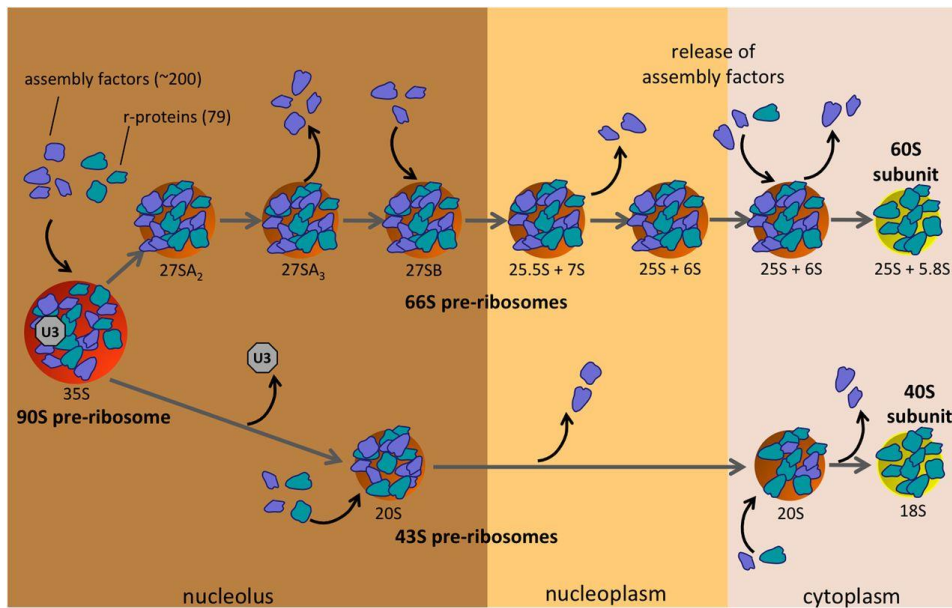 assembly factors (~200)
r-proteins (79)
release of
assembly factors
60S
subunit
27SA₂
27SA₃
27SB
25.5S + 7S
25S + 6S
25S + 6S
25S + 5.8S
66S pre-ribosomes
U3
35S
90S pre-ribosome
U3
40S
subunit
20S
43S pre-ribosomes
20S
18S
nucleolus
nucleoplasm
cytoplasm